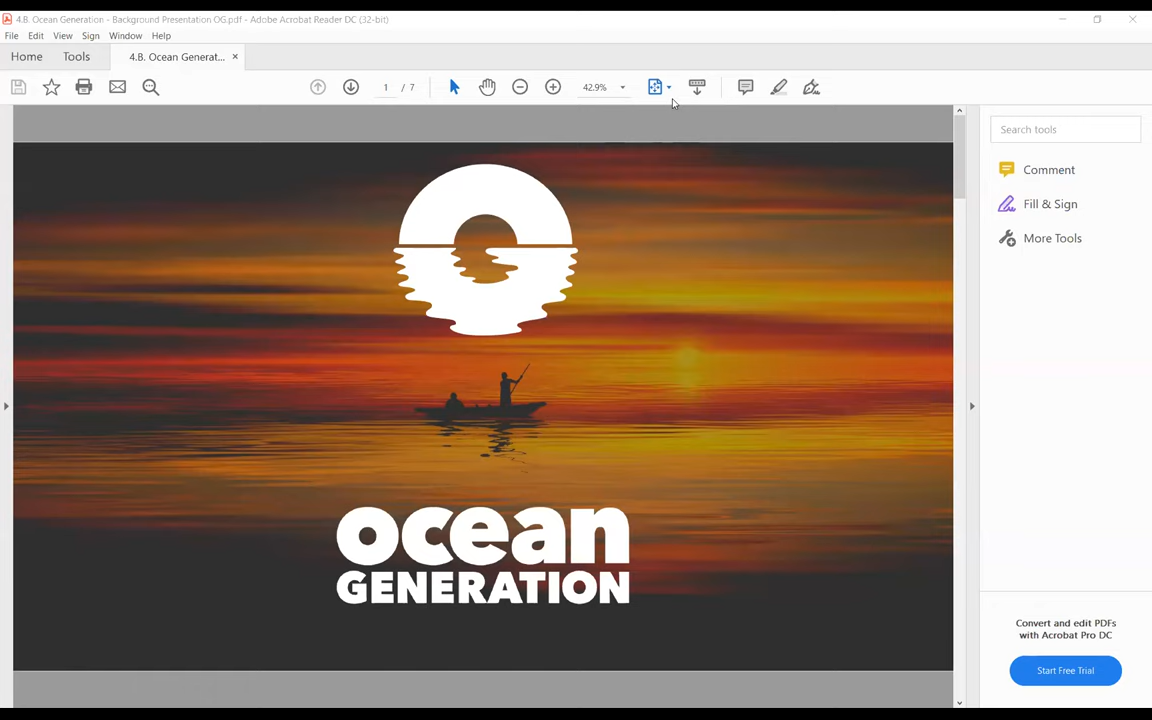 4.B. Ocean Generation - Background Presentation OG.pdf - Adobe Acrobat Reader DC (32-bit)
File Edit View Sign Window Help
Home Tools 4.B. Ocean Generat... ×
1 / 7 42.9%
Search tools
Comment
Fill & Sign
More Tools
ocean
GENERATION
Convert and edit PDFs
with Acrobat Pro DC
Start Free Trial